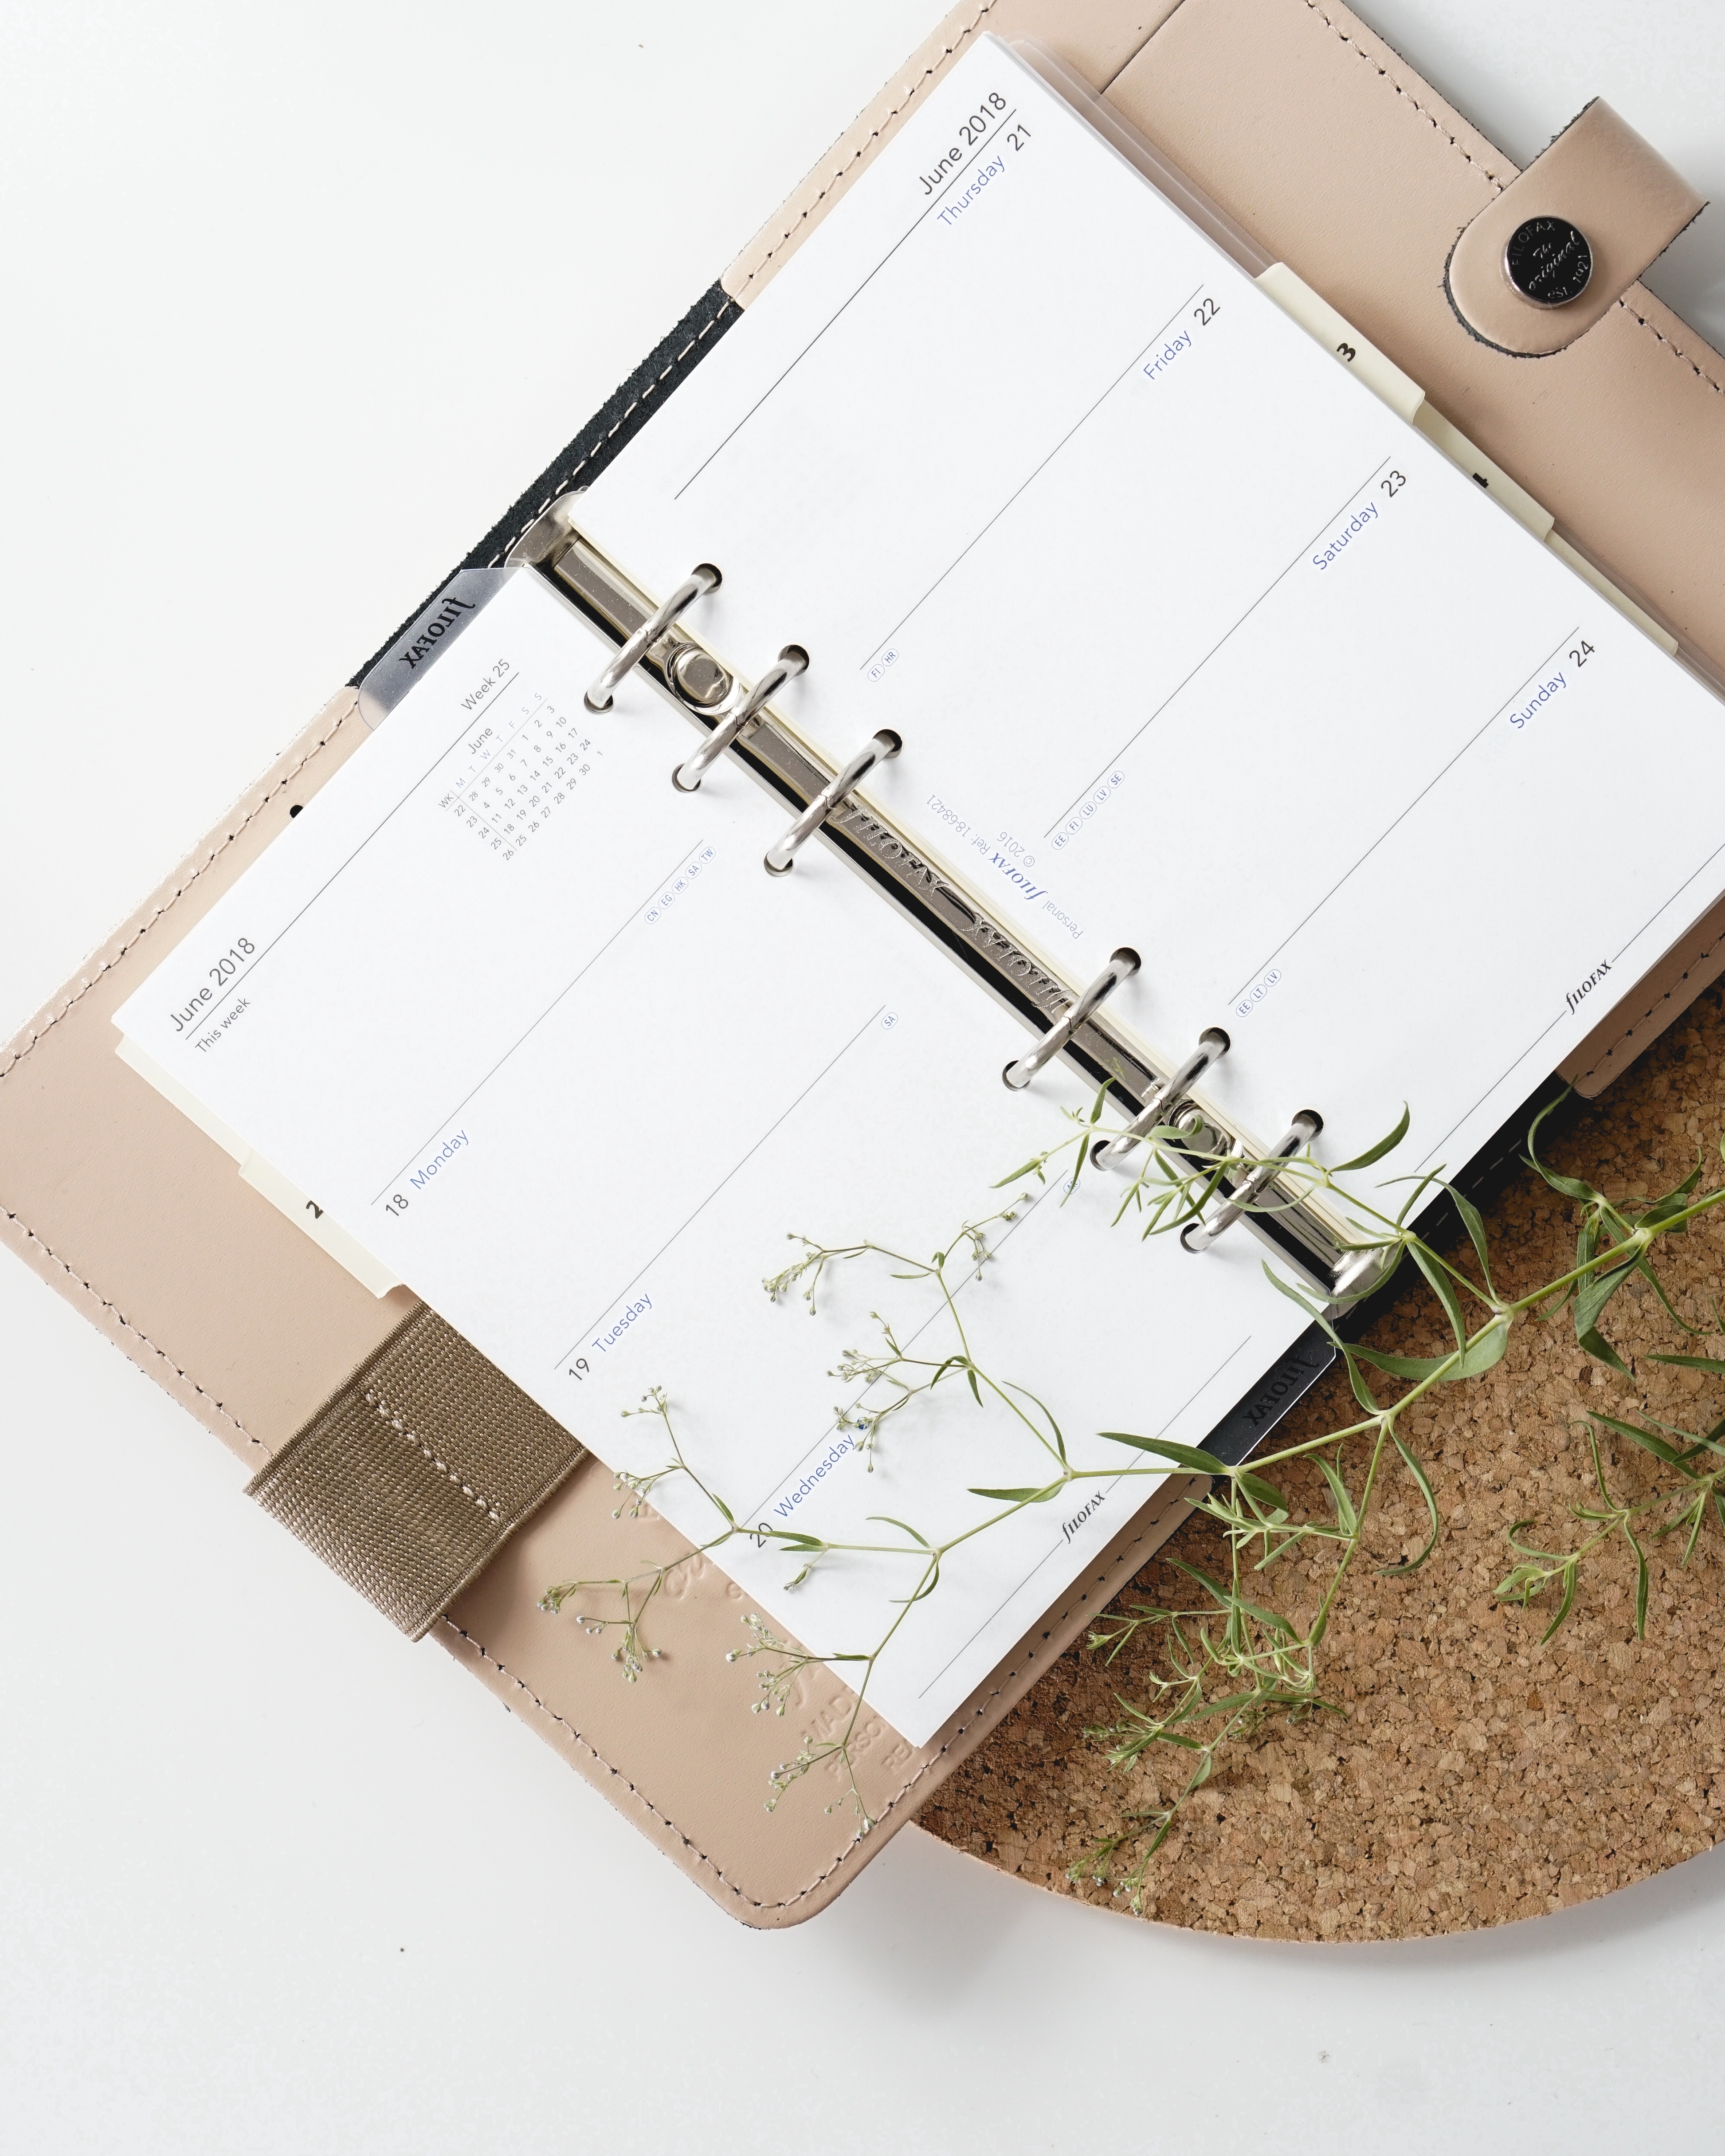 June 2018
This week
Week 25
June
WK M T W T F S S
22 28 29 30 31 1 2 3
23 4 5 6 7 8 9 10
24 11 12 13 14 15 16 17
25 18 19 20 21 22 23 24
26 25 26 27 28 29 30 1
18 Monday
CN EG HK SA TW
19 Tuesday
SA
20 Wednesday
fILOFAX
June 2018
Thursday 21
Friday 22
FI HR
Saturday 23
EE FI LU LV SE
Sunday 24
EE LT LV
fILOFAX
Personal fILOFAX Ref: 18-68421
© 2016
fILOFAX
fILOFAX
fILOFAX
fILOFAX
FILOFAX
The
original
EST. 1921
2
3
4